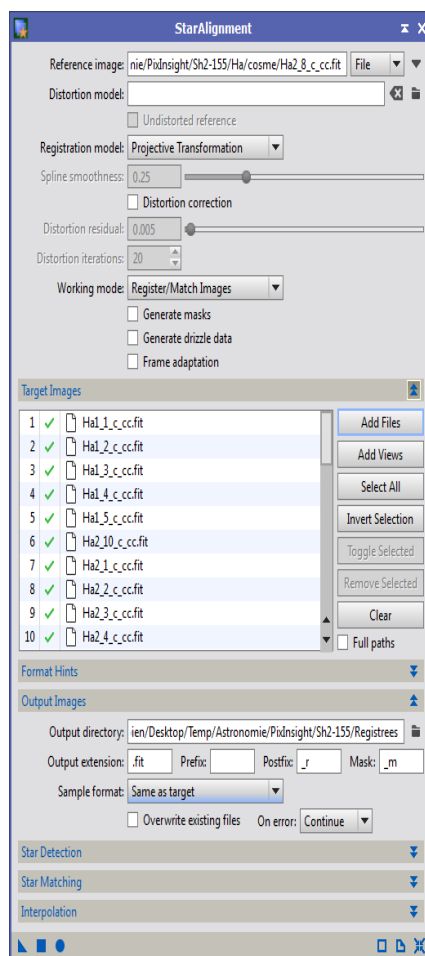 StarAlignment
Reference image: nie/PixInsight/Sh2-155/Ha/cosme/Ha2_8_c_cc.fit File
Distortion model:
Undistorted reference
Registration model: Projective Transformation
Spline smoothness: 0.25
Distortion correction
Distortion residual: 0.005
Distortion iterations: 20
Working mode: Register/Match Images
Generate masks
Generate drizzle data
Frame adaptation
Target Images
1 Ha1_1_c_cc.fit Add Files
2 Ha1_2_c_cc.fit Add Views
3 Ha1_3_c_cc.fit
4 Ha1_4_c_cc.fit Select All
5 Ha1_5_c_cc.fit Invert Selection
6 Ha2_10_c_cc.fit
7 Ha2_1_c_cc.fit Toggle Selected
8 Ha2_2_c_cc.fit Remove Selected
9 Ha2_3_c_cc.fit Clear
10 Ha2_4_c_cc.fit Full paths
Format Hints
Output Images
Output directory: ien/Desktop/Temp/Astronomie/PixInsight/Sh2-155/Registrees
Output extension: .fit Prefix: Postfix: _r Mask: _m
Sample format: Same as target
Overwrite existing files On error: Continue
Star Detection
Star Matching
Interpolation